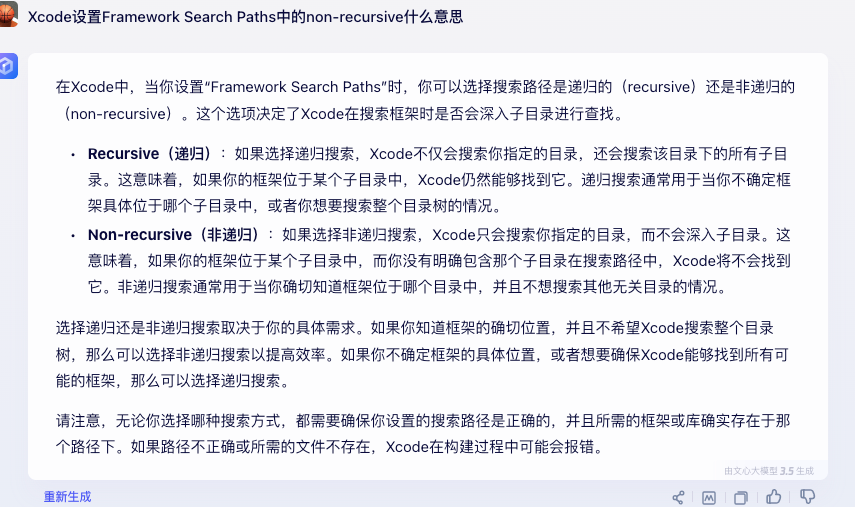 Xcode设置Framework Search Paths中的non-recursive什么意思
在Xcode中，当你设置“Framework Search Paths”时，你可以选择搜索路径是递归的（recursive）还是非递归的
（non-recursive）。这个选项决定了Xcode在搜索框架时是否会深入子目录进行查找。
• Recursive（递归）：如果选择递归搜索，Xcode不仅会搜索你指定的目录，还会搜索该目录下的所有子目
录。这意味着，如果你的框架位于某个子目录中，Xcode仍然能够找到它。递归搜索通常用于当你不确定框
架具体位于哪个子目录中，或者你想要搜索整个目录树的情况。
• Non-recursive（非递归）：如果选择非递归搜索，Xcode只会搜索你指定的目录，而不会深入子目录。这
意味着，如果你的框架位于某个子目录中，而你没有明确包含那个子目录在搜索路径中，Xcode将不会找到
它。非递归搜索通常用于当你确切知道框架位于哪个目录中，并且不想搜索其他无关目录的情况。
选择递归还是非递归搜索取决于你的具体需求。如果你知道框架的确切位置，并且不希望Xcode搜索整个目录
树，那么可以选择非递归搜索以提高效率。如果你不确定框架的具体位置，或者想要确保Xcode能够找到所有可
能的框架，那么可以选择递归搜索。
请注意，无论你选择哪种搜索方式，都需要确保你设置的搜索路径是正确的，并且所需的框架或库确实存在于那
个路径下。如果路径不正确或所需的文件不存在，Xcode在构建过程中可能会报错。
由文心大模型 3.5 生成
重新生成